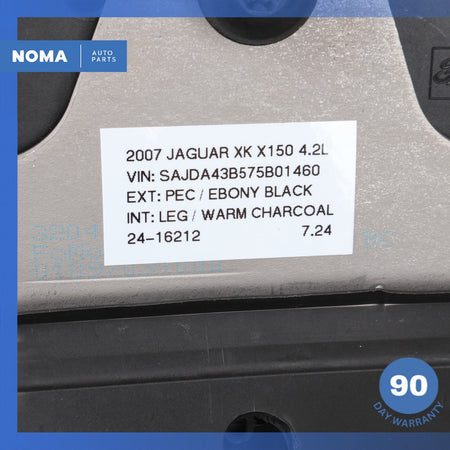 NOMA AUTO
PARTS
2007 JAGUAR XK X150 4.2L
VIN: SAJDA43B575B01460
EXT: PEC / EBONY BLACK
INT: LEG / WARM CHARCOAL
24-16212 7.24
3204
90
DAY WARRANTY